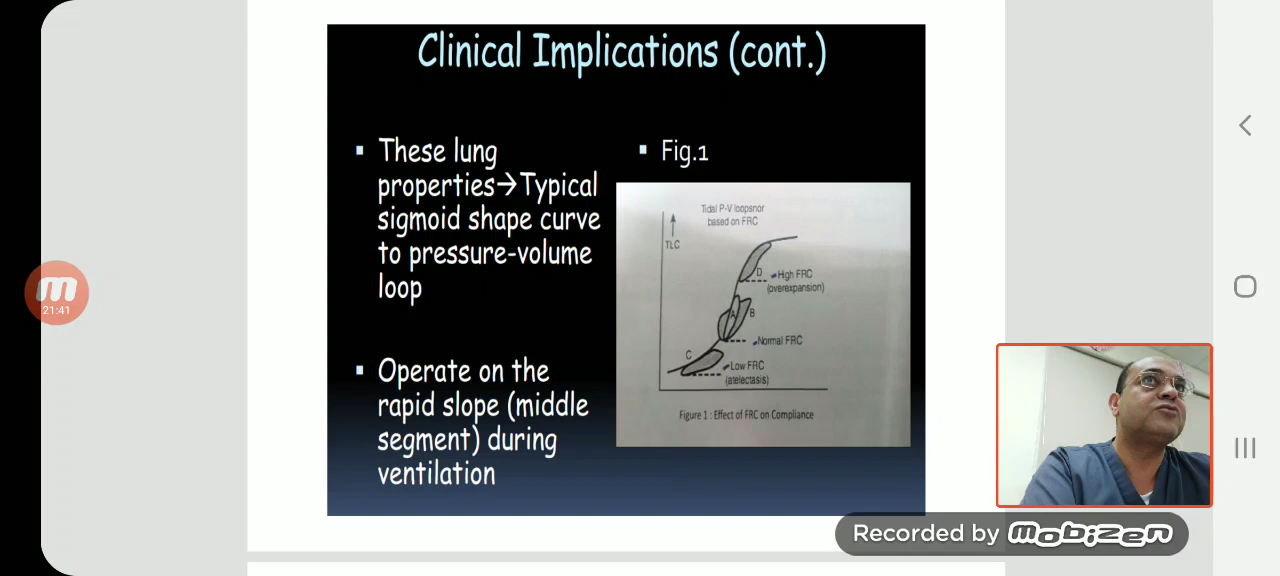 Clinical Implications (cont.)
▪ These lung
properties→Typical
sigmoid shape curve
to pressure-volume
loop
▪ Operate on the
rapid slope (middle
segment) during
ventilation
▪ Fig.1
Tidal P-V loopsnor
based on FRC
TLC
D
High FRC
(overexpansion)
A
B
Normal FRC
C
Low FRC
(atelectasis)
Figure 1 : Effect of FRC on Compliance
m
21:41
Recorded by mobizen